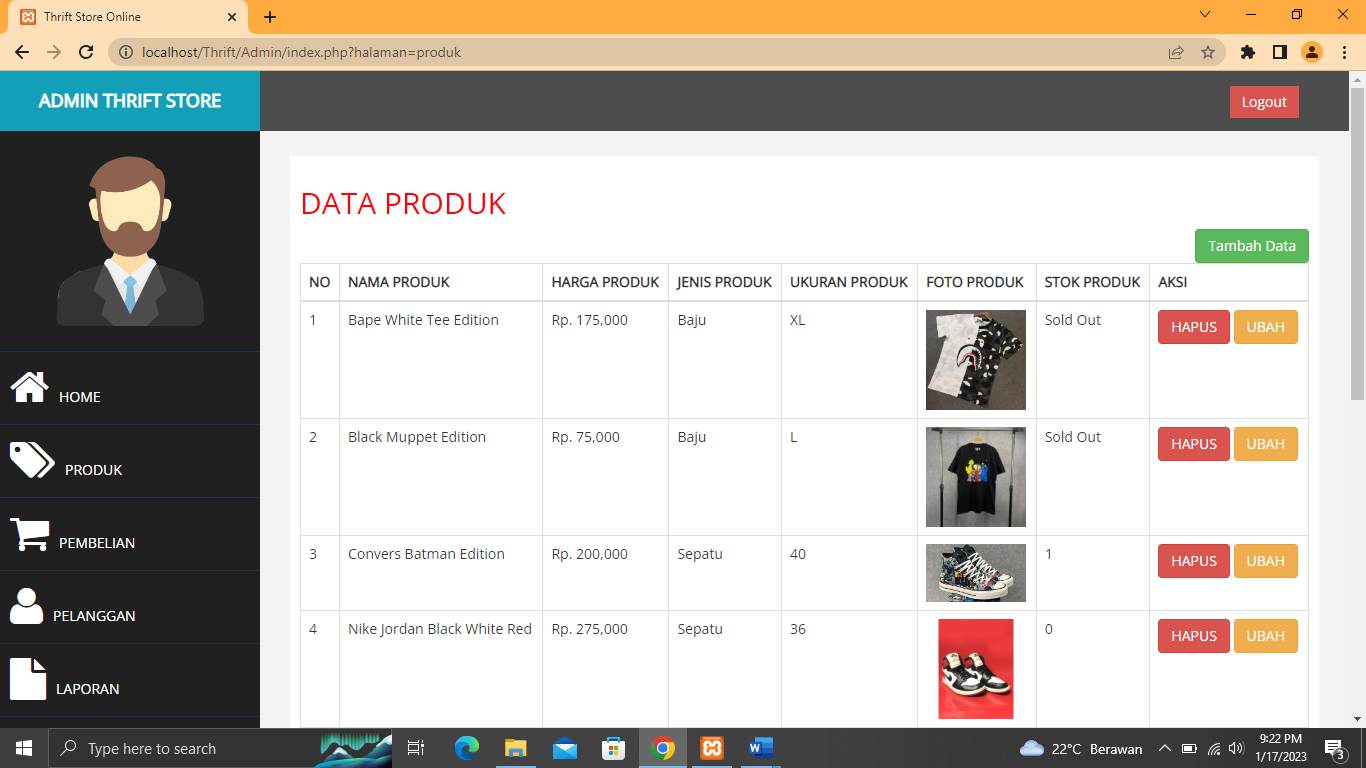 Thrift Store Online
localhost/Thrift/Admin/index.php?halaman=produk
ADMIN THRIFT STORE
Logout
HOME
PRODUK
PEMBELIAN
PELANGGAN
LAPORAN
DATA PRODUK
Tambah Data
NO NAMA PRODUK HARGA PRODUK JENIS PRODUK UKURAN PRODUK FOTO PRODUK STOK PRODUK AKSI
1 Bape White Tee Edition Rp. 175,000 Baju XL Sold Out HAPUS UBAH
2 Black Muppet Edition Rp. 75,000 Baju L Sold Out HAPUS UBAH
3 Convers Batman Edition Rp. 200,000 Sepatu 40 1 HAPUS UBAH
4 Nike Jordan Black White Red Rp. 275,000 Sepatu 36 0 HAPUS UBAH
Type here to search
22°C Berawan
9:22 PM
1/17/2023
3